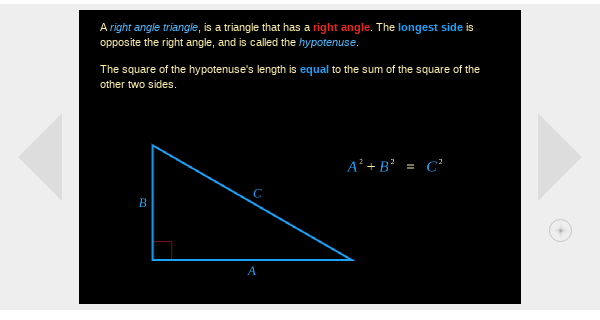 A right angle triangle, is a triangle that has a right angle. The longest side is
opposite the right angle, and is called the hypotenuse.
The square of the hypotenuse's length is equal to the sum of the square of the
other two sides.
A² + B² = C²
B
C
A